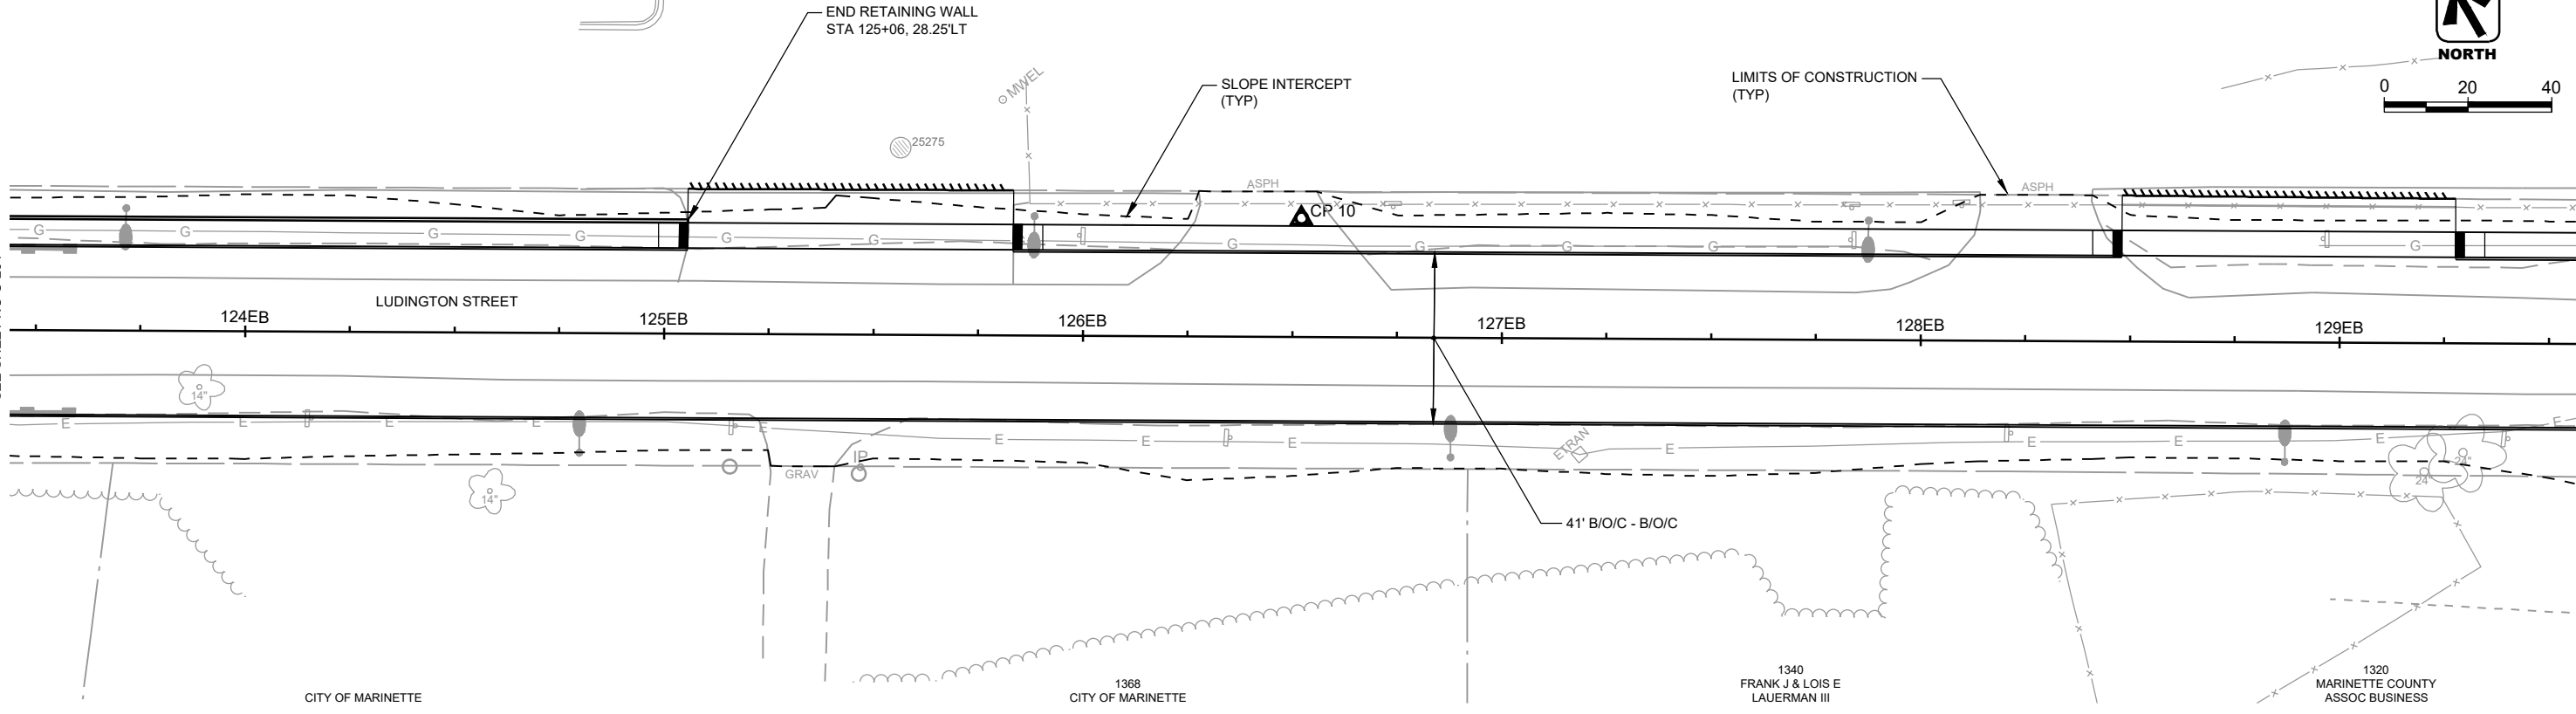 END RETAINING WALL
STA 125+06, 28.25'LT
MWEL
SLOPE INTERCEPT
(TYP)
LIMITS OF CONSTRUCTION
(TYP)
NORTH
0 20 40
25275
ASPH
ASPH
CP 10
G G G G G G G G G G
LUDINGTON STREET
124EB 125EB 126EB 127EB 128EB 129EB
14"
E E E E E E E E E E E E E
ETRAN
IP
GRAV
14"
24"
24"
41' B/O/C - B/O/C
CITY OF MARINETTE
1368
CITY OF MARINETTE
1340
FRANK J & LOIS E
LAUERMAN III
1320
MARINETTE COUNTY
ASSOC BUSINESS